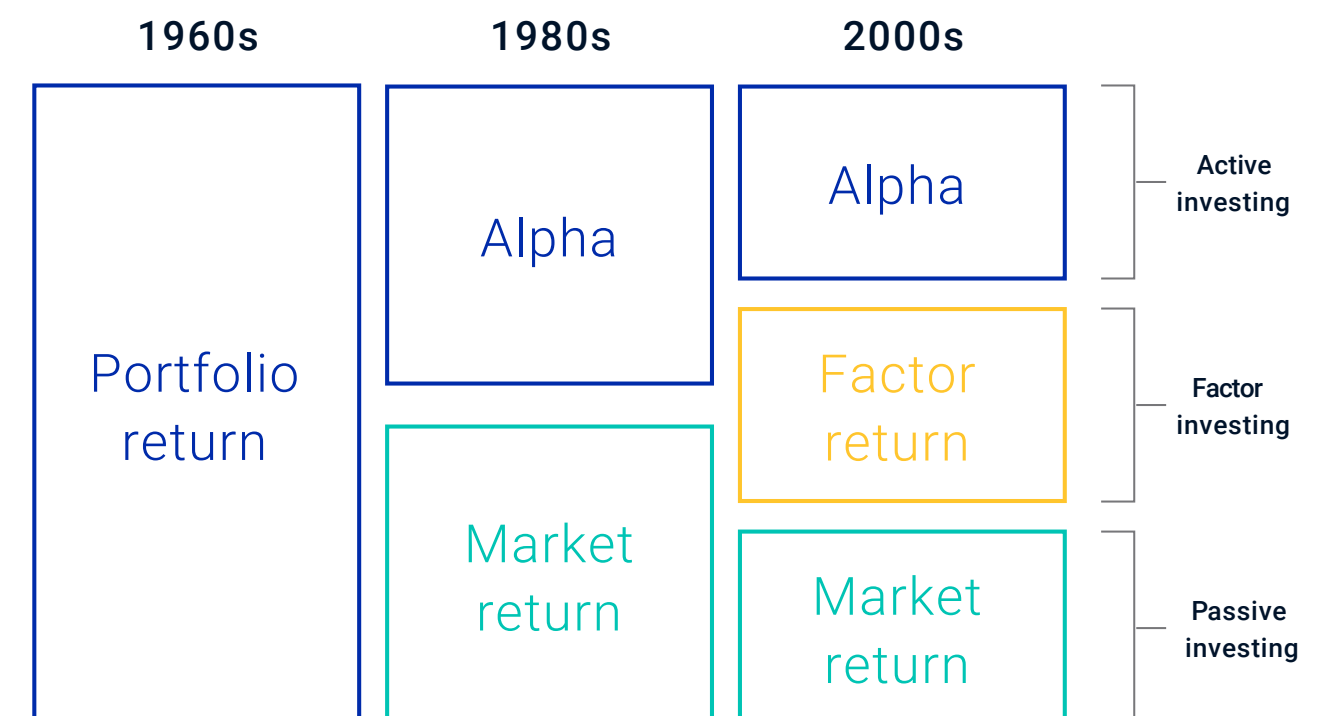 1960s
1980s
2000s
Portfolio
return
Alpha
Market
return
Alpha
Factor
return
Market
return
Active
investing
Factor
investing
Passive
investing